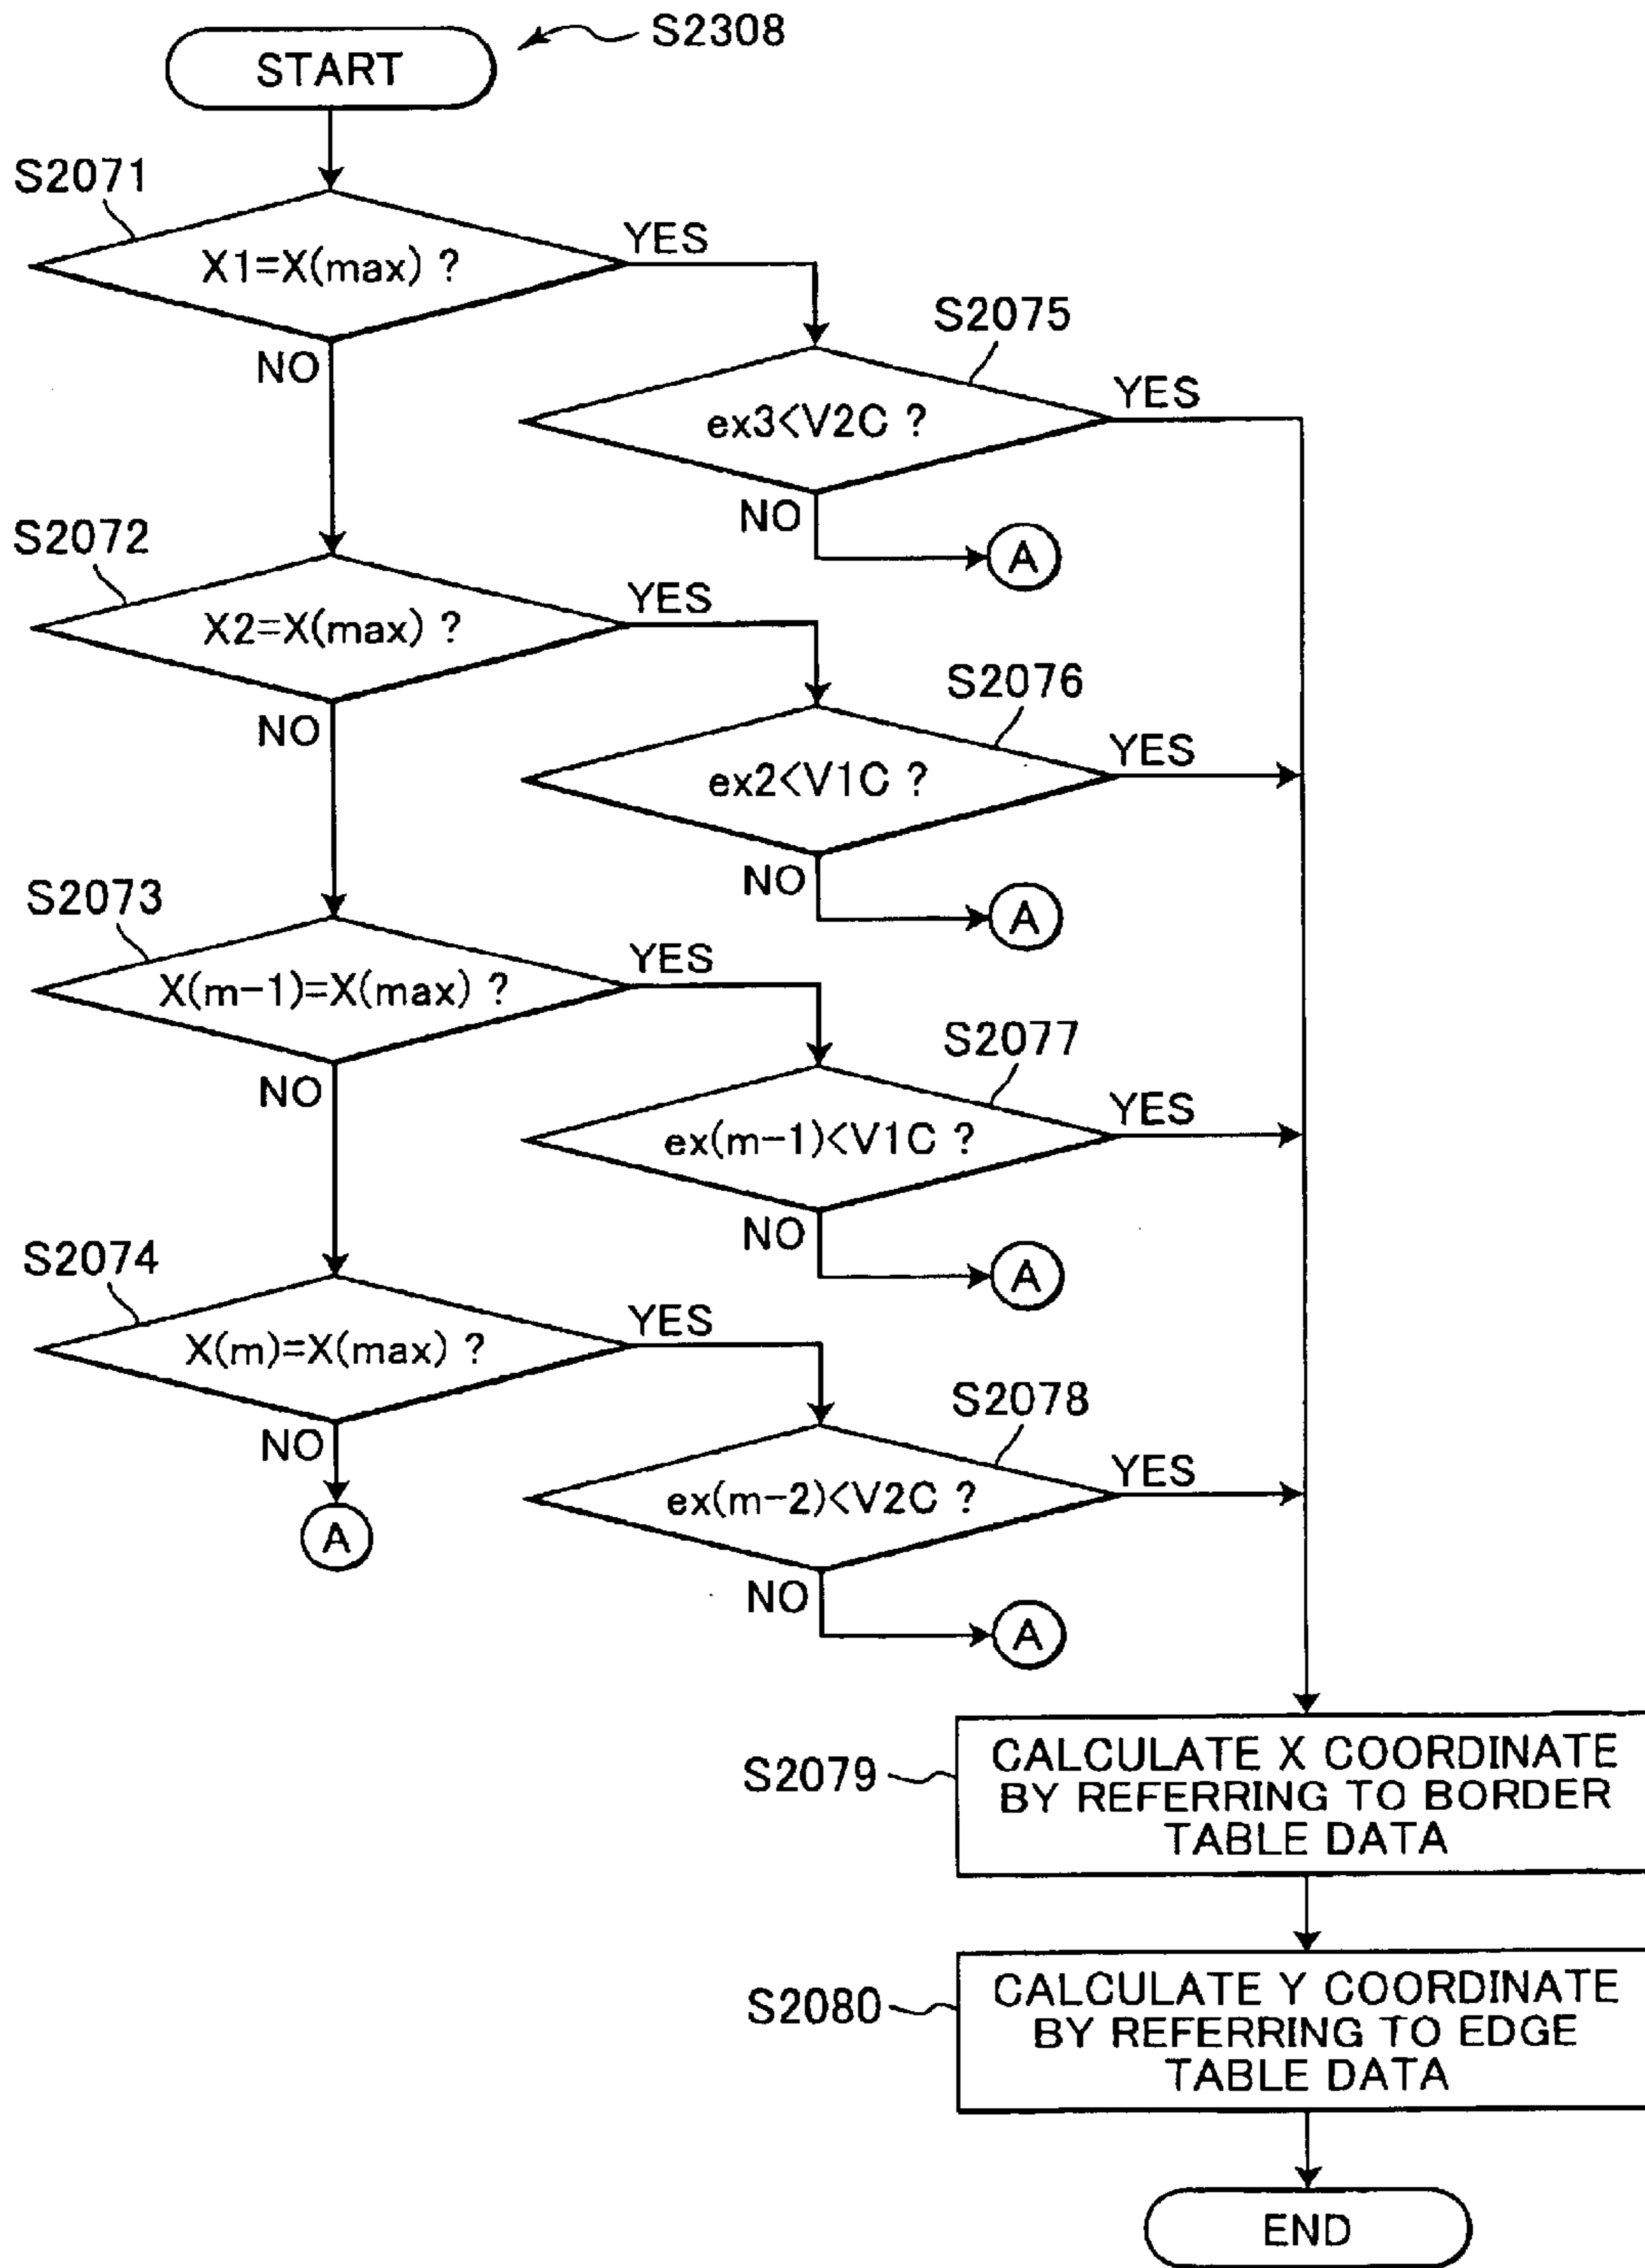 S2308
START
S2071
X1=X(max) ?
YES
NO
S2075
ex3<V2C ?
YES
NO
A
S2072
X2=X(max) ?
YES
NO
S2076
ex2<V1C ?
YES
NO
A
S2073
X(m-1)=X(max) ?
YES
NO
S2077
ex(m-1)<V1C ?
YES
NO
A
S2074
X(m)=X(max) ?
YES
NO
A
S2078
ex(m-2)<V2C ?
YES
NO
A
S2079
CALCULATE X COORDINATE
BY REFERRING TO BORDER
TABLE DATA
S2080
CALCULATE Y COORDINATE
BY REFERRING TO EDGE
TABLE DATA
END